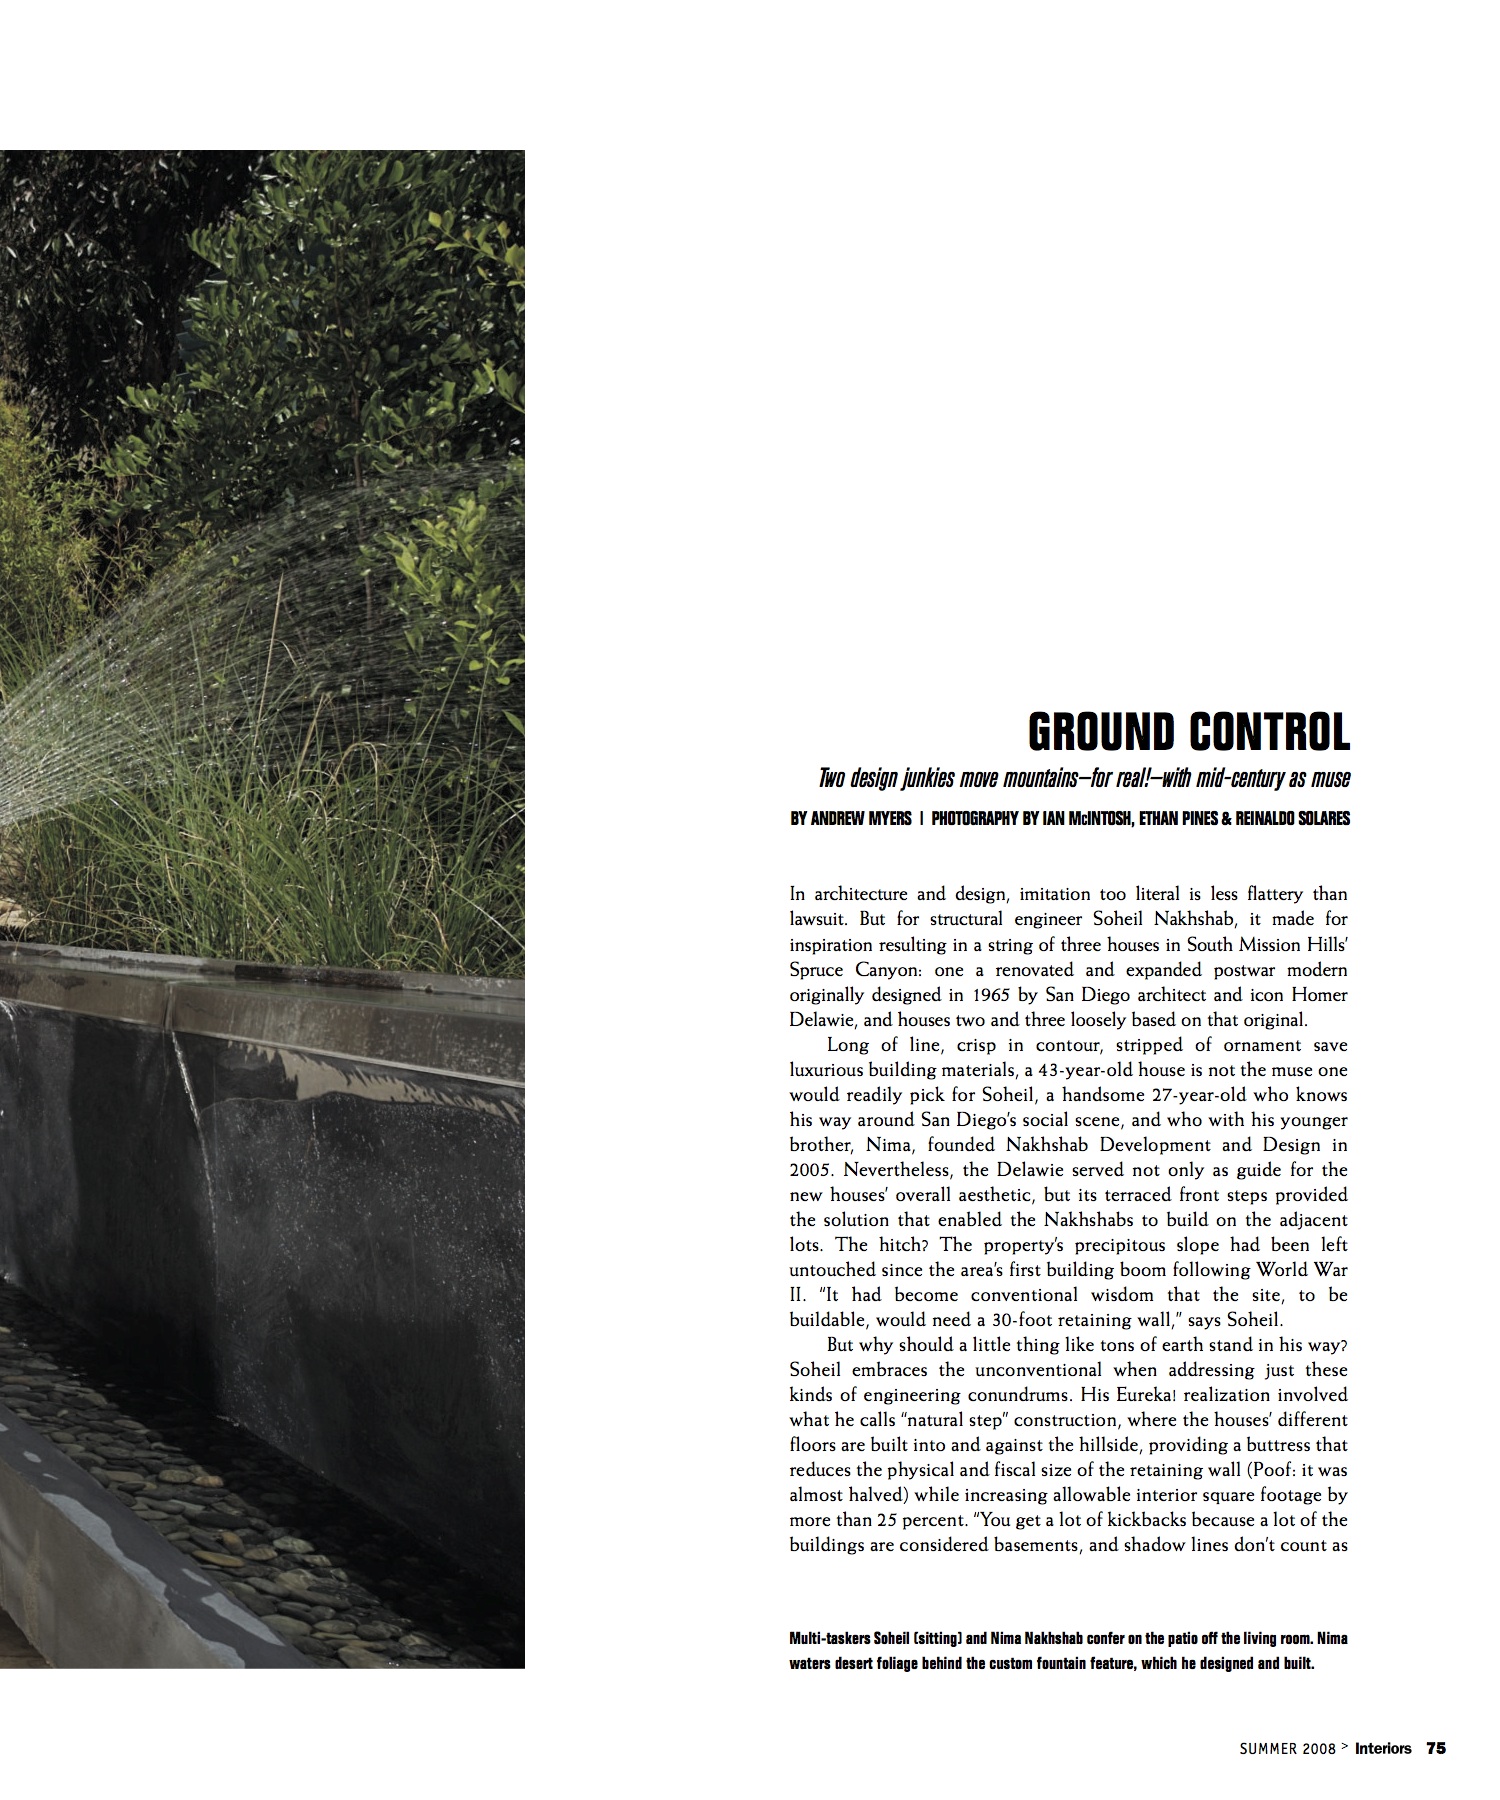 GROUND CONTROL
Two design junkies move mountains—for real!—with mid-century as muse
BY ANDREW MYERS | PHOTOGRAPHY BY IAN McINTOSH, ETHAN PINES & REINALDO SOLARES
In architecture and design, imitation too literal is less flattery than
lawsuit. But for structural engineer Soheil Nakhshab, it made for
inspiration resulting in a string of three houses in South Mission Hills’
Spruce Canyon: one a renovated and expanded postwar modern
originally designed in 1965 by San Diego architect and icon Homer
Delawie, and houses two and three loosely based on that original.
Long of line, crisp in contour, stripped of ornament save
luxurious building materials, a 43-year-old house is not the muse one
would readily pick for Soheil, a handsome 27-year-old who knows
his way around San Diego’s social scene, and who with his younger
brother, Nima, founded Nakhshab Development and Design in
2005. Nevertheless, the Delawie served not only as guide for the
new houses’ overall aesthetic, but its terraced front steps provided
the solution that enabled the Nakhshabs to build on the adjacent
lots. The hitch? The property’s precipitous slope had been left
untouched since the area’s first building boom following World War
II. “It had become conventional wisdom that the site, to be
buildable, would need a 30-foot retaining wall,” says Soheil.
But why should a little thing like tons of earth stand in his way?
Soheil embraces the unconventional when addressing just these
kinds of engineering conundrums. His Eureka! realization involved
what he calls “natural step” construction, where the houses’ different
floors are built into and against the hillside, providing a buttress that
reduces the physical and fiscal size of the retaining wall (Poof: it was
almost halved) while increasing allowable interior square footage by
more than 25 percent. “You get a lot of kickbacks because a lot of the
buildings are considered basements, and shadow lines don’t count as
Multi-taskers Soheil (sitting) and Nima Nakhshab confer on the patio off the living room. Nima
waters desert foliage behind the custom fountain feature, which he designed and built.
SUMMER 2008 > Interiors 75